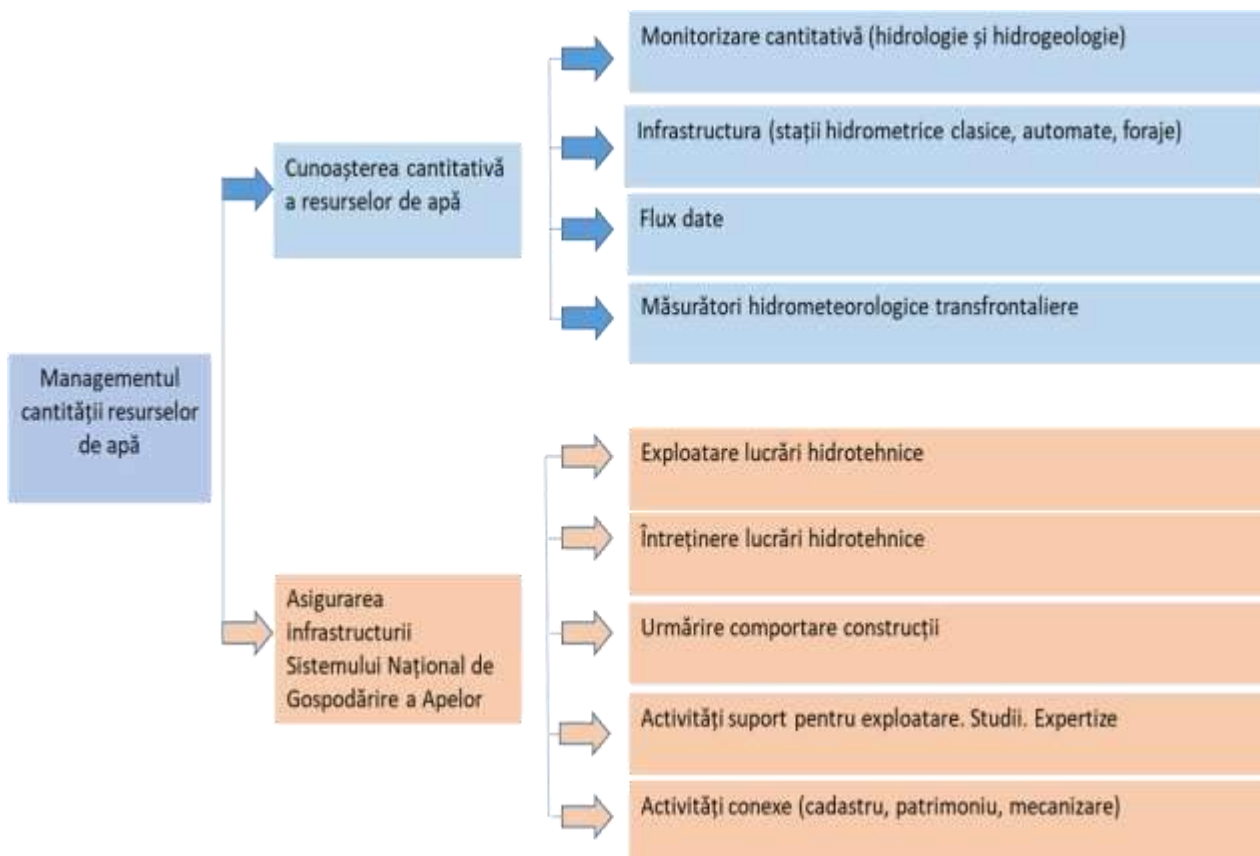 Managementul
cantității resurselor
de apă
Cunoașterea cantitativă
a resurselor de apă
Monitorizare cantitativă (hidrologie și hidrogeologie)
Infrastructura (stații hidrometrice clasice, automate, foraje)
Flux date
Măsurători hidrometeorologice transfrontaliere
Asigurarea
infrastructurii
Sistemului Național de
Gospodărire a Apelor
Exploatare lucrări hidrotehnice
Întreținere lucrări hidrotehnice
Urmărire comportare construcții
Activități suport pentru exploatare. Studii. Expertize
Activități conexe (cadastru, patrimoniu, mecanizare)